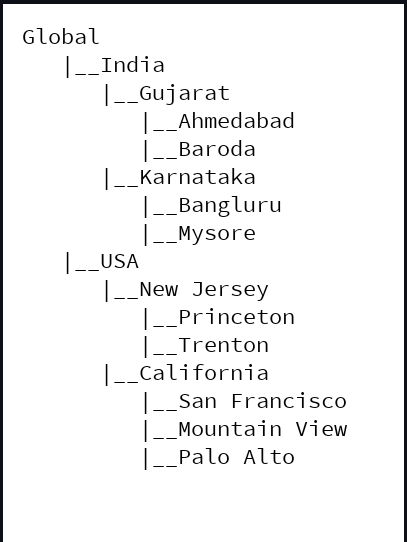 Global
   |__India
      |__Gujarat
         |__Ahmedabad
         |__Baroda
      |__Karnataka
         |__Bangluru
         |__Mysore
   |__USA
      |__New Jersey
         |__Princeton
         |__Trenton
      |__California
         |__San Francisco
         |__Mountain View
         |__Palo Alto